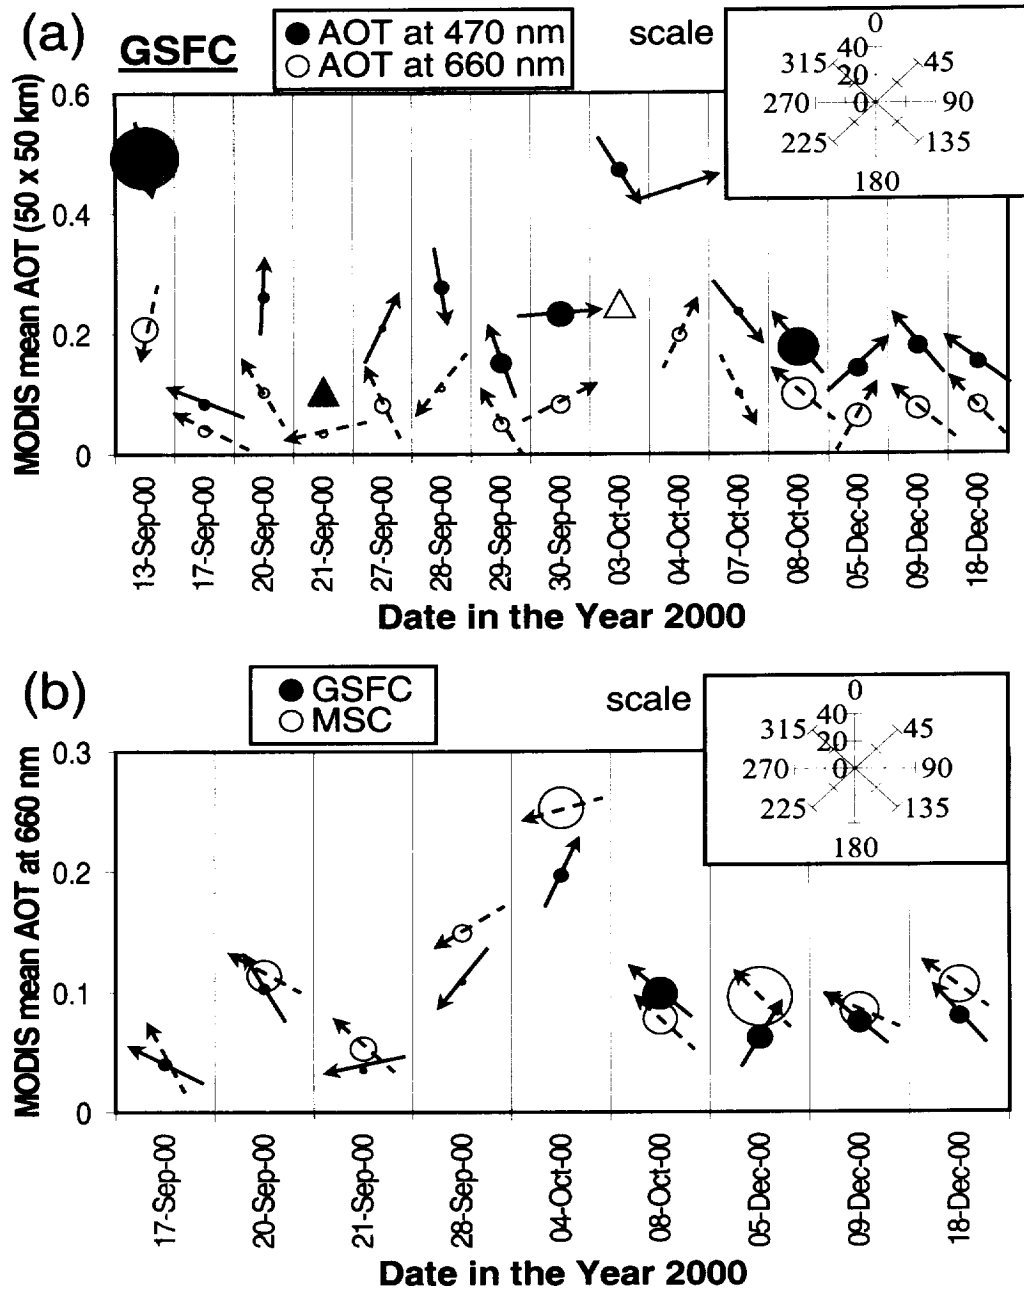 (a)
GSFC
● AOT at 470 nm
○ AOT at 660 nm
scale
0
40
20
0
45
90
135
180
225
270
315
MODIS mean AOT (50 x 50 km)
0.6
0.4
0.2
0
13-Sep-00
17-Sep-00
20-Sep-00
21-Sep-00
27-Sep-00
28-Sep-00
29-Sep-00
30-Sep-00
03-Oct-00
04-Oct-00
07-Oct-00
08-Oct-00
05-Dec-00
09-Dec-00
18-Dec-00
Date in the Year 2000
(b)
● GSFC
○ MSC
scale
0
40
20
0
45
90
135
180
225
270
315
MODIS mean AOT at 660 nm
0.3
0.2
0.1
0
17-Sep-00
20-Sep-00
21-Sep-00
28-Sep-00
04-Oct-00
08-Oct-00
05-Dec-00
09-Dec-00
18-Dec-00
Date in the Year 2000